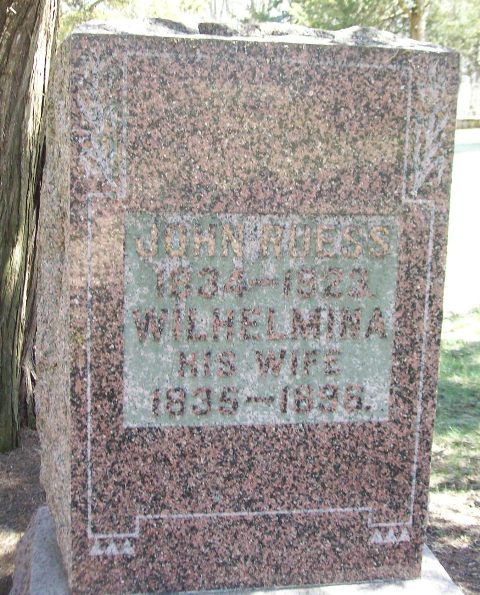 JOHN RUESS
1834–1923.
WILHELMINA
HIS WIFE
1835–1898.